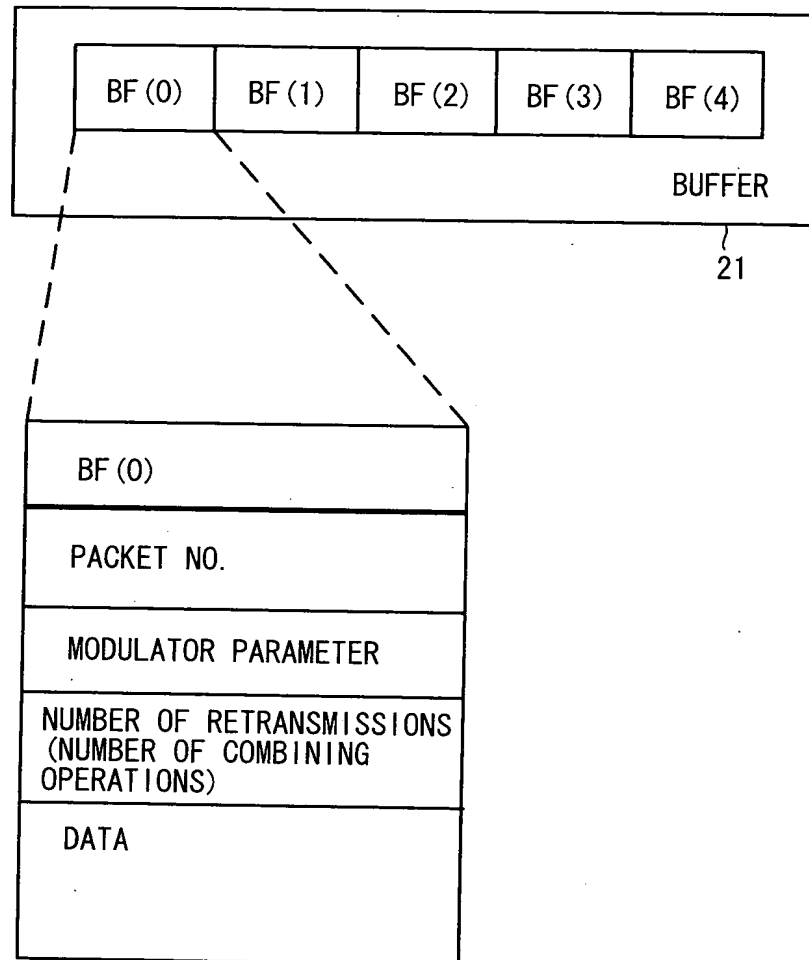 BF(0) BF(1) BF(2) BF(3) BF(4)
BUFFER
21
BF(0)
PACKET NO.
MODULATOR PARAMETER
NUMBER OF RETRANSMISSIONS
(NUMBER OF COMBINING
OPERATIONS)
DATA